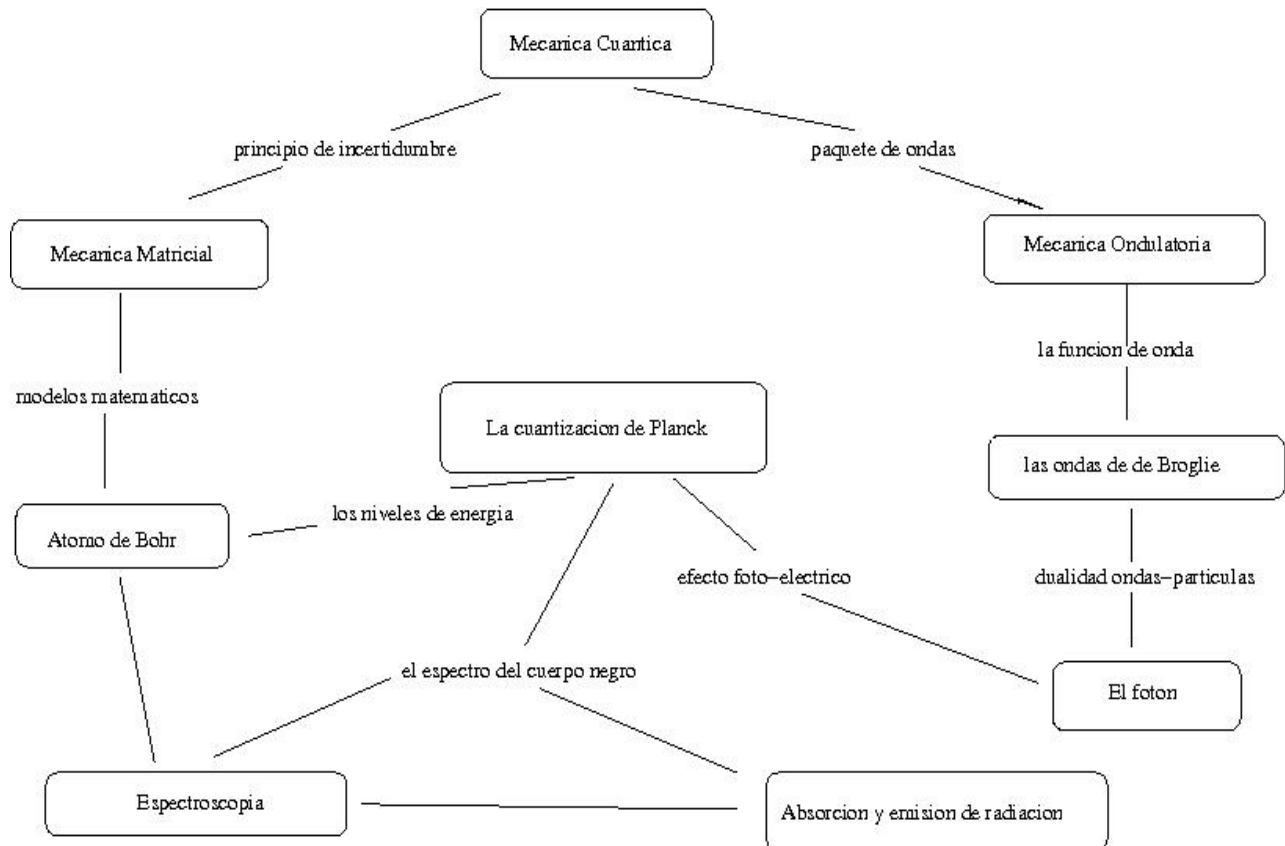 Mecanica Cuantica
principio de incertidumbre
paquete de ondas
Mecanica Matricial
Mecanica Ondulatoria
la funcion de onda
modelos matematicos
La cuantizacion de Planck
las ondas de de Broglie
los niveles de energia
Atomo de Bohr
efecto foto-electrico
dualidad ondas-particulas
el espectro del cuerpo negro
El foton
Espectroscopia
Absorcion y emision de radiacion